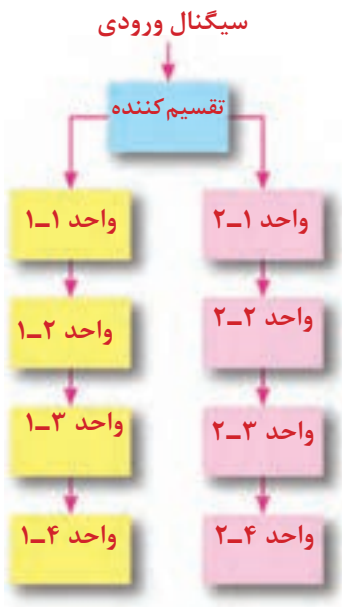 سیگنال ورودی
تقسیم کننده
واحد ۱ـ۲
واحد ۲ـ۲
واحد ۳ـ۲
واحد ۴ـ۲
واحد ۱ـ۱
واحد ۲ـ۱
واحد ۳ـ۱
واحد ۴ـ۱